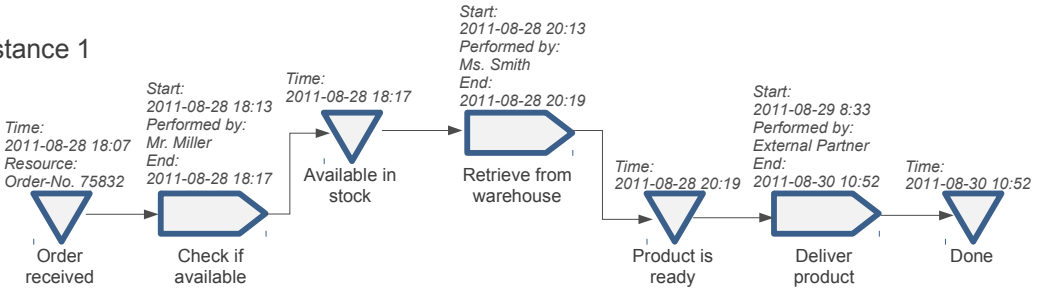 stance 1
Time:
2011-08-28 18:07
Resource:
Order-No. 75832
Order
received
Start:
2011-08-28 18:13
Performed by:
Mr. Miller
End:
2011-08-28 18:17
Check if
available
Time:
2011-08-28 18:17
Available in
stock
Start:
2011-08-28 20:13
Performed by:
Ms. Smith
End:
2011-08-28 20:19
Retrieve from
warehouse
Time:
2011-08-28 20:19
Product is
ready
Start:
2011-08-29 8:33
Performed by:
External Partner
End:
2011-08-30 10:52
Deliver
product
Time:
2011-08-30 10:52
Done